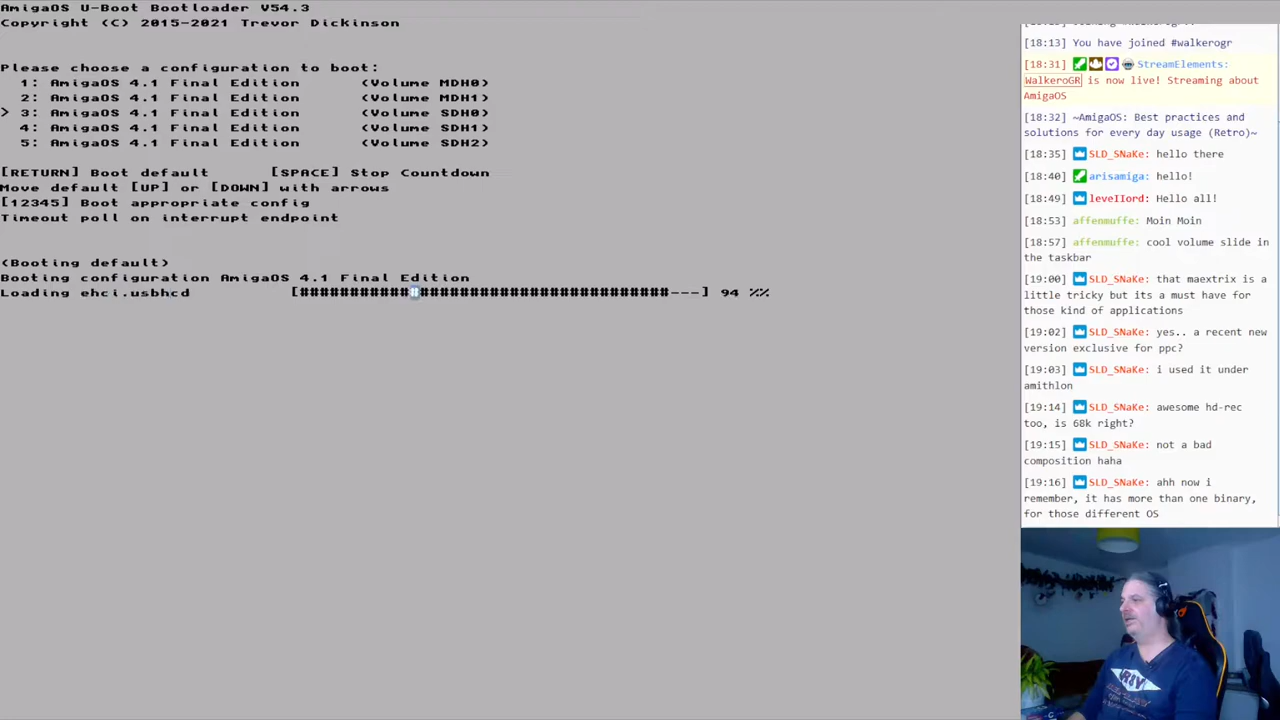 AmigaOS U-Boot Bootloader V54.3
Copyright (C) 2015-2021 Trevor Dickinson
Please choose a configuration to boot:
1: AmigaOS 4.1 Final Edition (Volume MDH0)
2: AmigaOS 4.1 Final Edition (Volume MDH1)
> 3: AmigaOS 4.1 Final Edition (Volume SDH0)
4: AmigaOS 4.1 Final Edition (Volume SDH1)
5: AmigaOS 4.1 Final Edition (Volume SDH2)
[RETURN] Boot default [SPACE] Stop Countdown
Move default [UP] or [DOWN] with arrows
[12345] Boot appropriate config
Timeout poll on interrupt endpoint
(Booting default)
Booting configuration AmigaOS 4.1 Final Edition
Loading ehci.usbhcd [#####################################---] 94 %%
[18:13] You have joined #walkerogr
[18:31] StreamElements:
WalkeroGR is now live! Streaming about
AmigaOS
[18:32] ~AmigaOS: Best practices and
solutions for every day usage (Retro)~
[18:35] SLD_SNaKe: hello there
[18:40] arisamiga: hello!
[18:49] leveIIord: Hello all!
[18:53] affenmuffe: Moin Moin
[18:57] affenmuffe: cool volume slide in
the taskbar
[19:00] SLD_SNaKe: that maextrix is a
little tricky but its a must have for
those kind of applications
[19:02] SLD_SNaKe: yes.. a recent new
version exclusive for ppc?
[19:03] SLD_SNaKe: i used it under
amithlon
[19:14] SLD_SNaKe: awesome hd-rec
too, is 68k right?
[19:15] SLD_SNaKe: not a bad
composition haha
[19:16] SLD_SNaKe: ahh now i
remember, it has more than one binary,
for those different OS